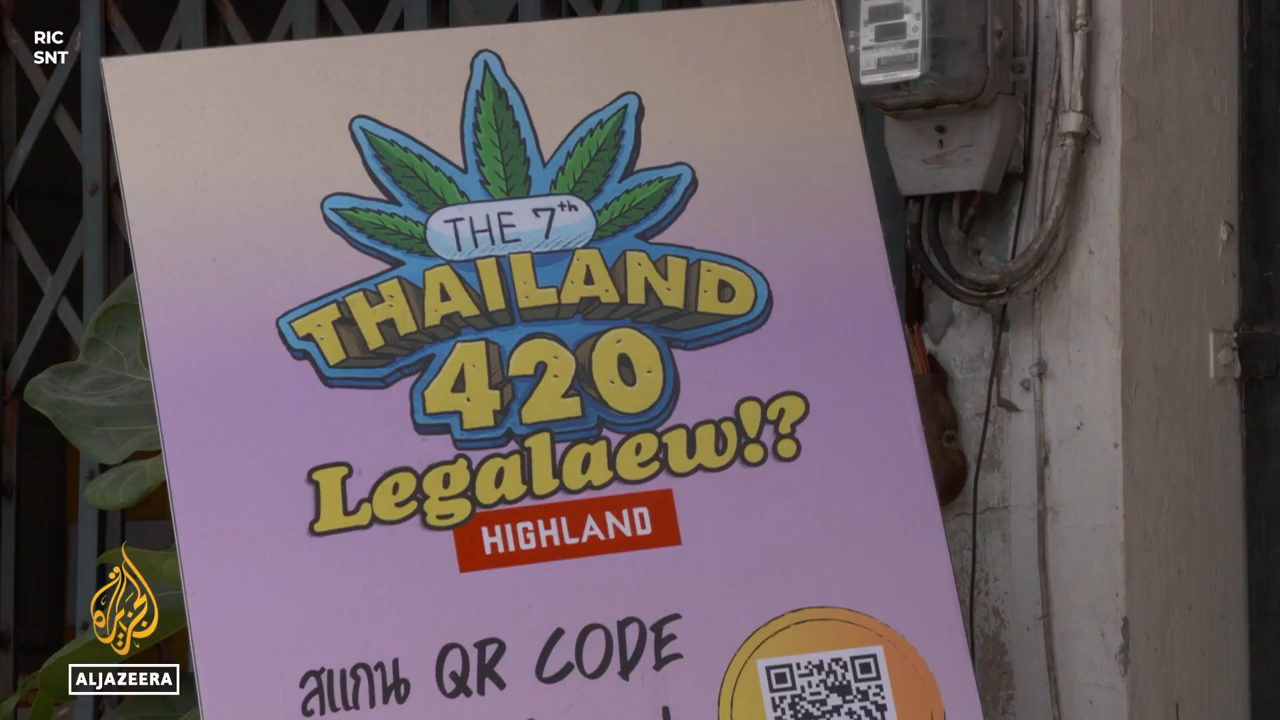 RIC
SNT
THE 7th
THAILAND
420
Legalaew!?
HIGHLAND
สแกน QR CODE
ALJAZEERA